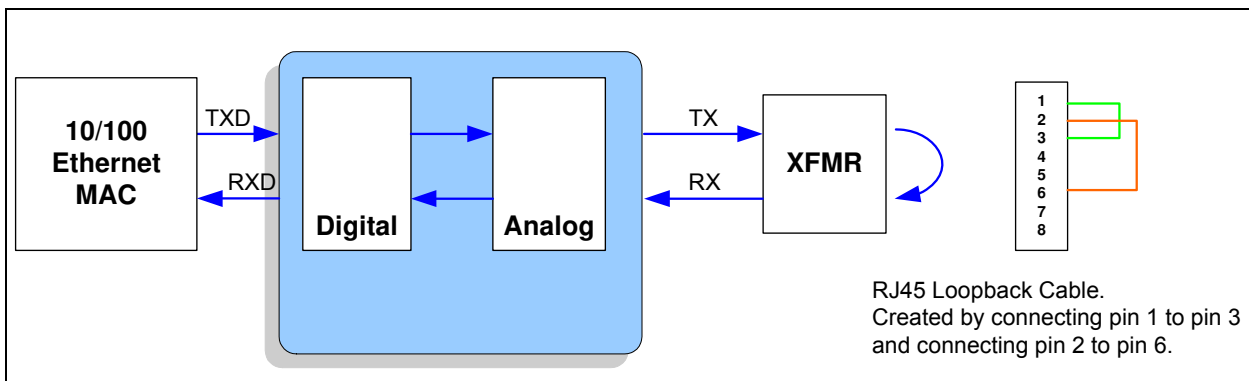 10/100
Ethernet
MAC
TXD
RXD
Digital
Analog
TX
RX
XFMR
1
2
3
4
5
6
7
8
RJ45 Loopback Cable.
Created by connecting pin 1 to pin 3
and connecting pin 2 to pin 6.